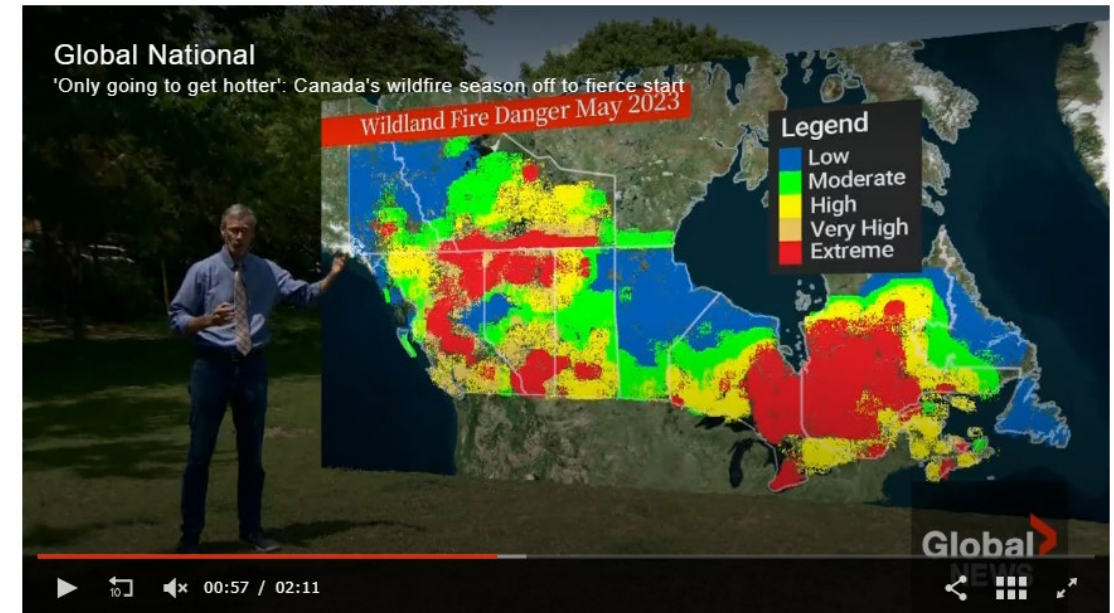 Global National
'Only going to get hotter': Canada's wildfire season off to fierce start
Wildland Fire Danger May 2023
Legend
Low
Moderate
High
Very High
Extreme
Global
NEWS
10
00:57 / 02:11